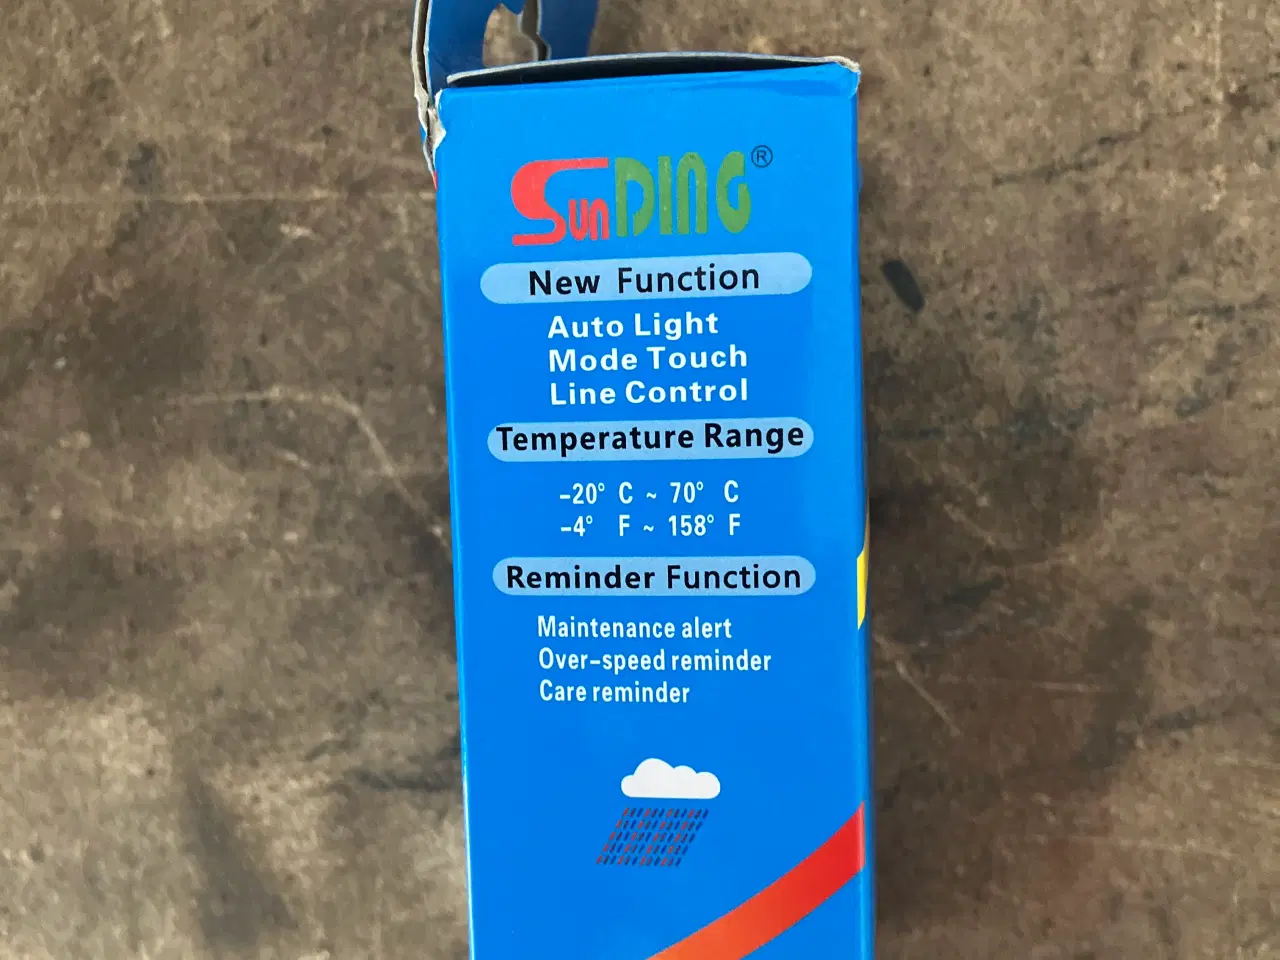 SunDING®
New Function
Auto Light
Mode Touch
Line Control
Temperature Range
-20° C ~ 70° C
-4° F ~ 158° F
Reminder Function
Maintenance alert
Over-speed reminder
Care reminder